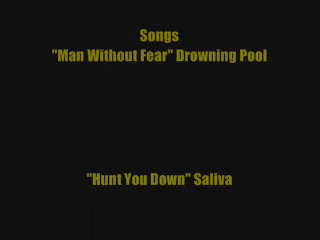 Songs
"Man Without Fear" Drowning Pool
"Hunt You Down" Saliva